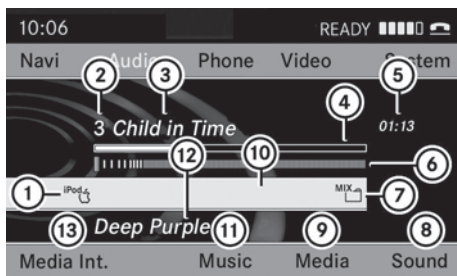 10:06 READY
Navi Audio Phone Video System
2 3 5
4
3 Child in Time 01:13
12 10 6
1 iPod MIX 7
13 Deep Purple 11 9 8
Media Int. Music Media Sound